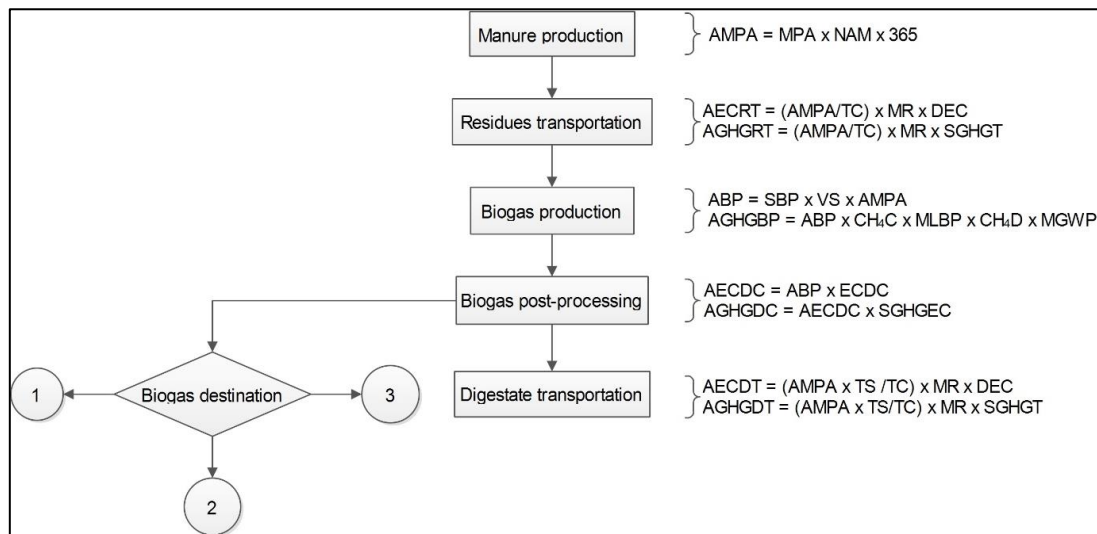 Manure production
AMPA = MPA x NAM x 365
Residues transportation
AECRT = (AMPA/TC) x MR x DEC
AGHGRT = (AMPA/TC) x MR x SGHGT
Biogas production
ABP = SBP x VS x AMPA
AGHGBP = ABP x CH₄C x MLBP x CH₄D x MGWP
Biogas post-processing
AECDC = ABP x ECDC
AGHGDC = AECDC x SGHGEC
Biogas destination
1
3
2
Digestate transportation
AECDT = (AMPA x TS /TC) x MR x DEC
AGHGDT = (AMPA x TS/TC) x MR x SGHGT